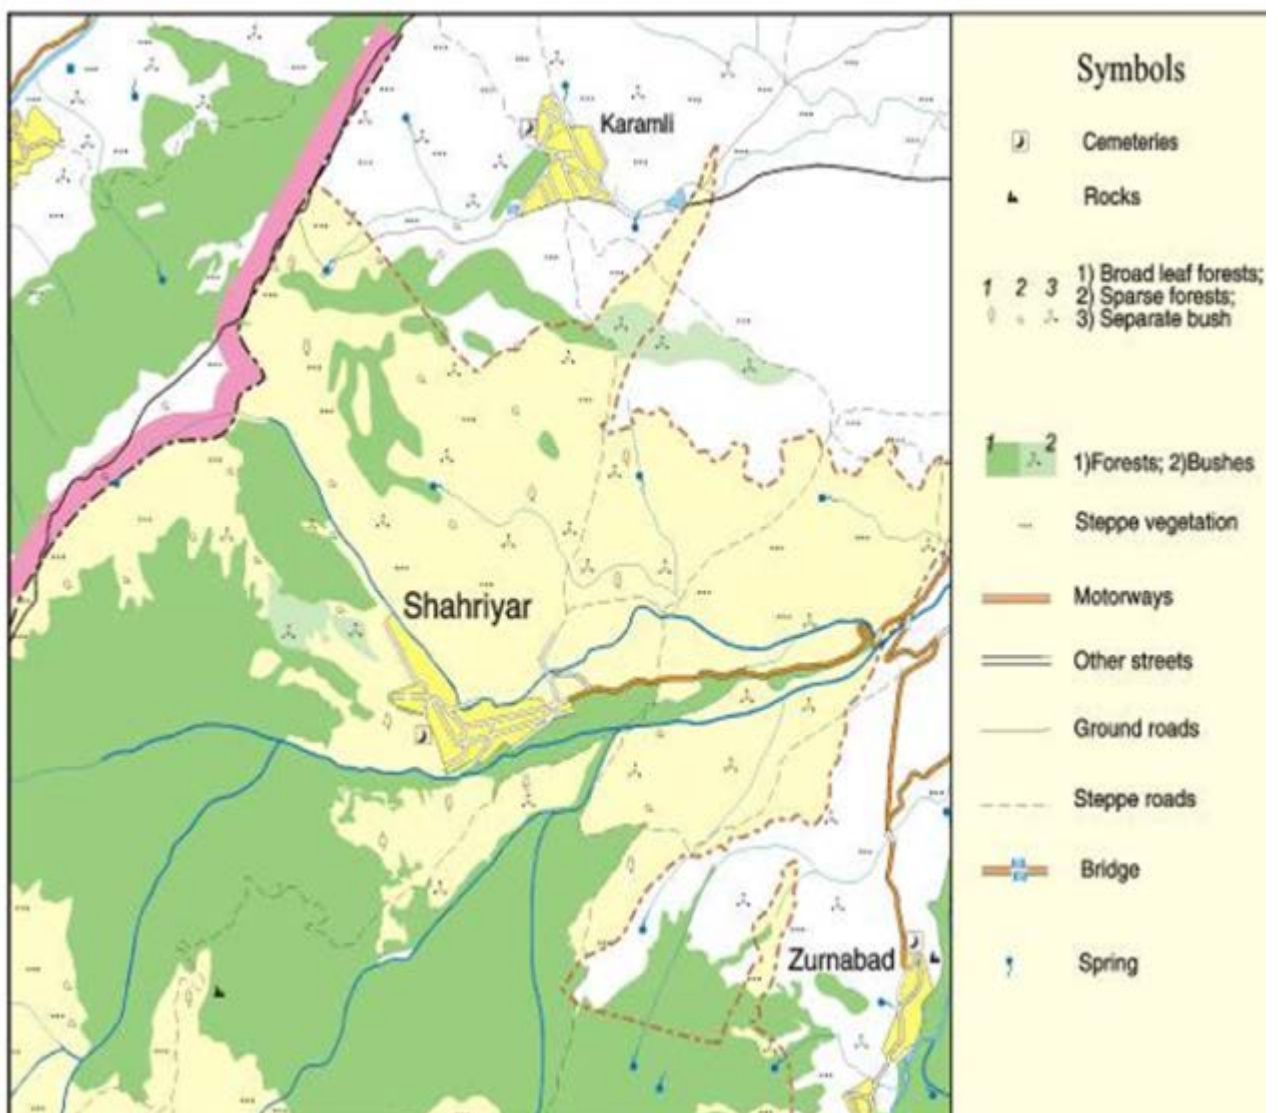 Karamli
Shahriyar
Zurnabad
Symbols
Cemeteries
Rocks
1 2 3
1) Broad leaf forests;
2) Sparse forests;
3) Separate bush
1 2
1)Forests; 2)Bushes
Steppe vegetation
Motorways
Other streets
Ground roads
Steppe roads
Bridge
Spring